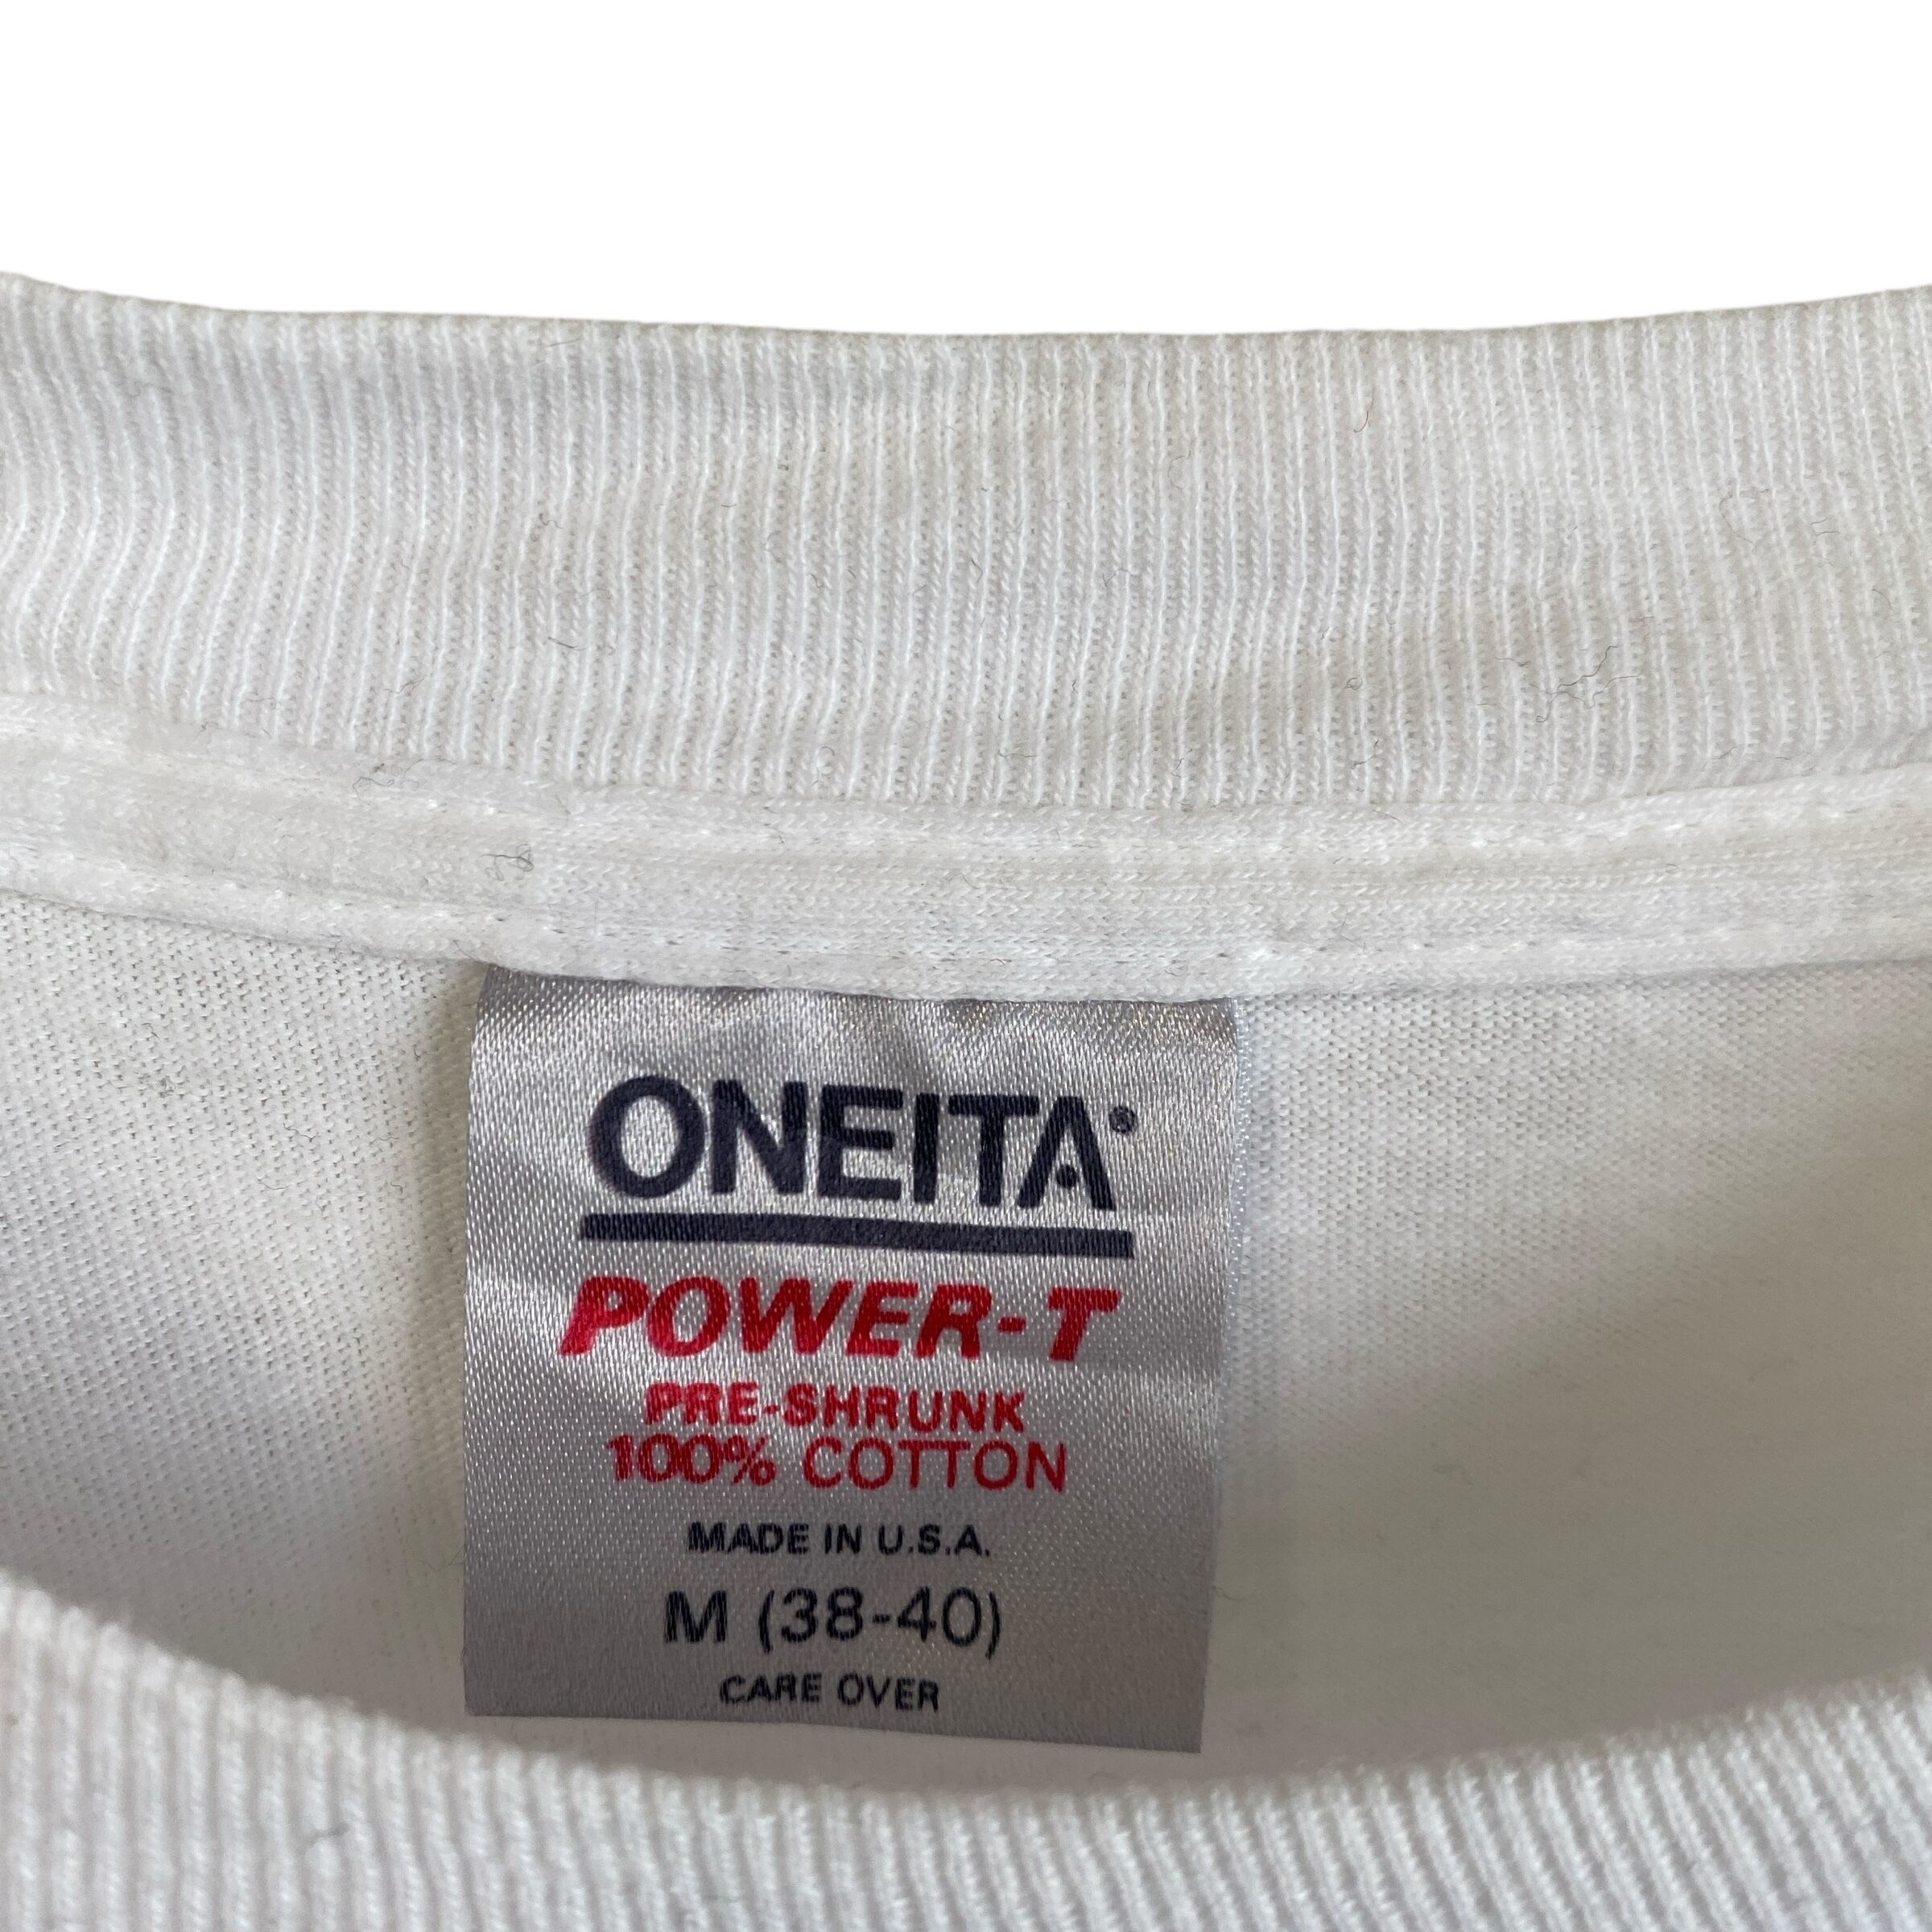 ONEITA®
POWER-T
PRE-SHRUNK
100% COTTON
MADE IN U.S.A.
M (38-40)
CARE OVER